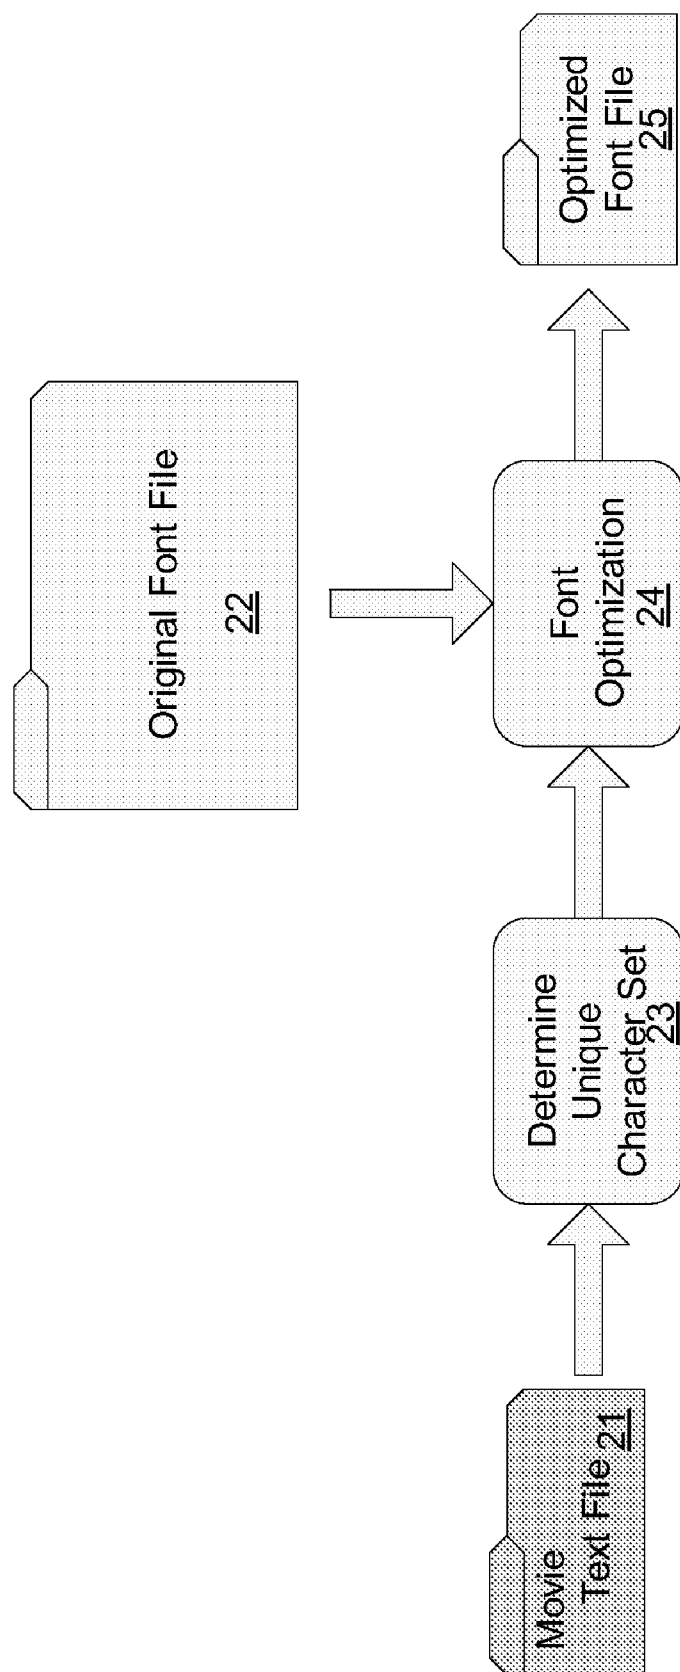 Original Font File
22
Movie
Text File 21
Determine
Unique
Character Set
23
Font
Optimization
24
Optimized
Font File
25